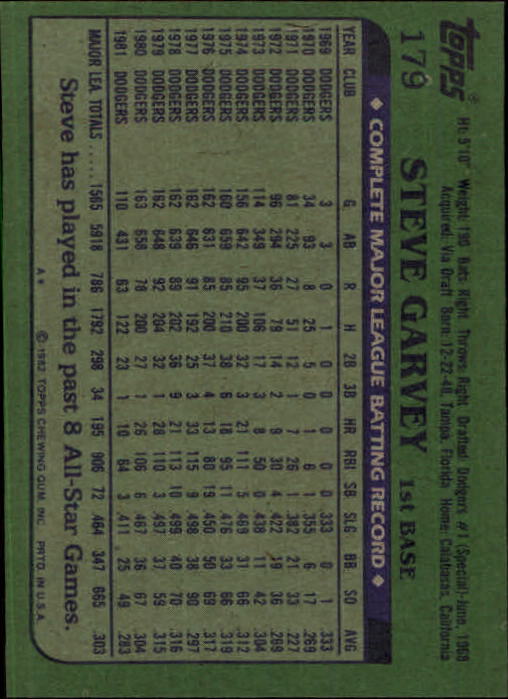 topps®
179 STEVE GARVEY 1st BASE
Ht: 5'10" Weight: 190 Bats: Right Throws: Right Drafted: Dodgers #1 (Special)-June, 1968
Acquired: Via Draft Born: 12-22-48, Tampa, Florida Home: Calabasas, California
◆ COMPLETE MAJOR LEAGUE BATTING RECORD ◆
YEAR CLUB G AB R H 2B 3B HR RBI SB SLG BB SO AVG
1969 DODGERS 3 3 0 1 0 0 0 0 0 .333 0 1 .333
1970 DODGERS 34 93 8 25 5 0 1 6 1 .355 6 17 .269
1971 DODGERS 81 225 27 51 12 1 7 26 1 .382 21 33 .227
1972 DODGERS 96 294 36 79 14 2 9 30 4 .422 19 36 .269
1973 DODGERS 114 349 37 106 17 3 8 50 0 .438 11 42 .304
1974 DODGERS 156 642 95 200 32 3 21 111 5 .469 31 66 .312
1975 DODGERS 160 659 85 210 38 6 18 95 11 .476 33 66 .319
1976 DODGERS 162 631 85 200 37 4 13 80 19 .450 50 69 .317
1977 DODGERS 162 646 91 192 25 3 33 115 9 .498 38 90 .297
1978 DODGERS 162 639 89 202 36 9 21 113 10 .499 40 70 .316
1979 DODGERS 162 648 92 204 32 1 28 110 3 .497 37 59 .315
1980 DODGERS 163 658 78 200 27 1 26 106 6 .467 36 67 .304
1981 DODGERS 110 431 63 122 23 1 10 64 3 .411 25 49 .283
MAJOR LEA. TOTALS ..... 1565 5918 786 1792 298 34 195 906 72 .464 347 665 .303
Steve has played in the past 8 All-Star Games.
A* © 1982 TOPPS CHEWING GUM, INC. PRTD. IN U.S.A.